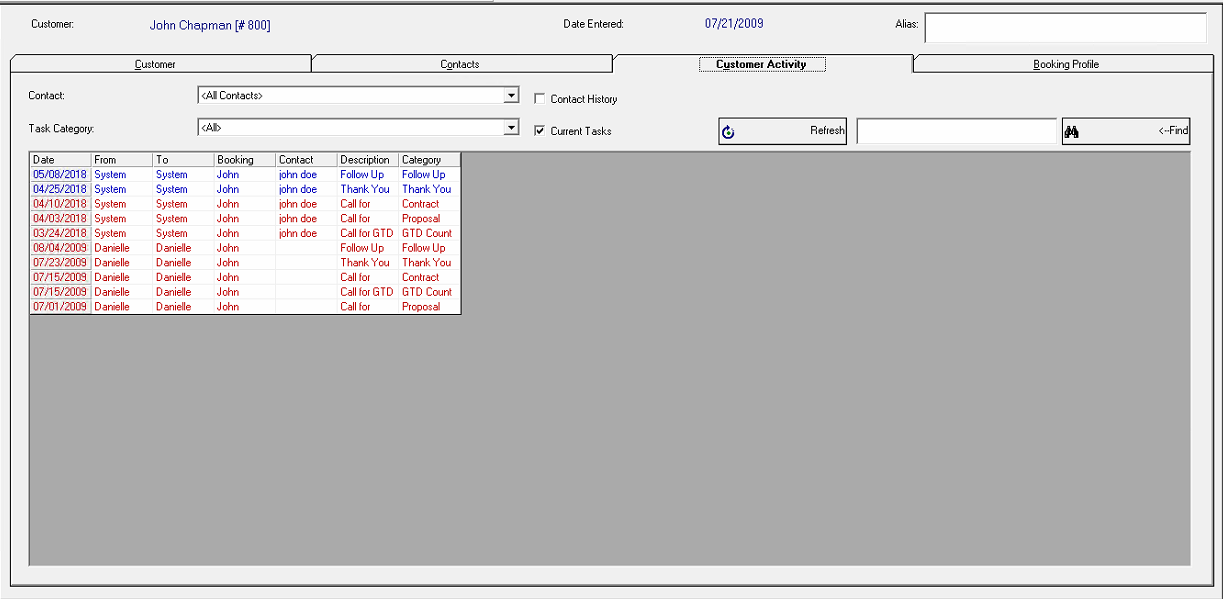 Customer: John Chapman [# 800] Date Entered: 07/21/2009 Alias:
Customer Contacts Customer Activity Booking Profile
Contact: <All Contacts> Contact History
Task Category: <All> Current Tasks Refresh <--Find
Date From To Booking Contact Description Category
05/08/2018 System System John john doe Follow Up Follow Up
04/25/2018 System System John john doe Thank You Thank You
04/10/2018 System System John john doe Call for Contract
04/03/2018 System System John john doe Call for Proposal
03/24/2018 System System John john doe Call for GTD GTD Count
08/04/2009 Danielle Danielle John Follow Up Follow Up
07/23/2009 Danielle Danielle John Thank You Thank You
07/15/2009 Danielle Danielle John Call for Contract
07/15/2009 Danielle Danielle John Call for GTD GTD Count
07/01/2009 Danielle Danielle John Call for Proposal